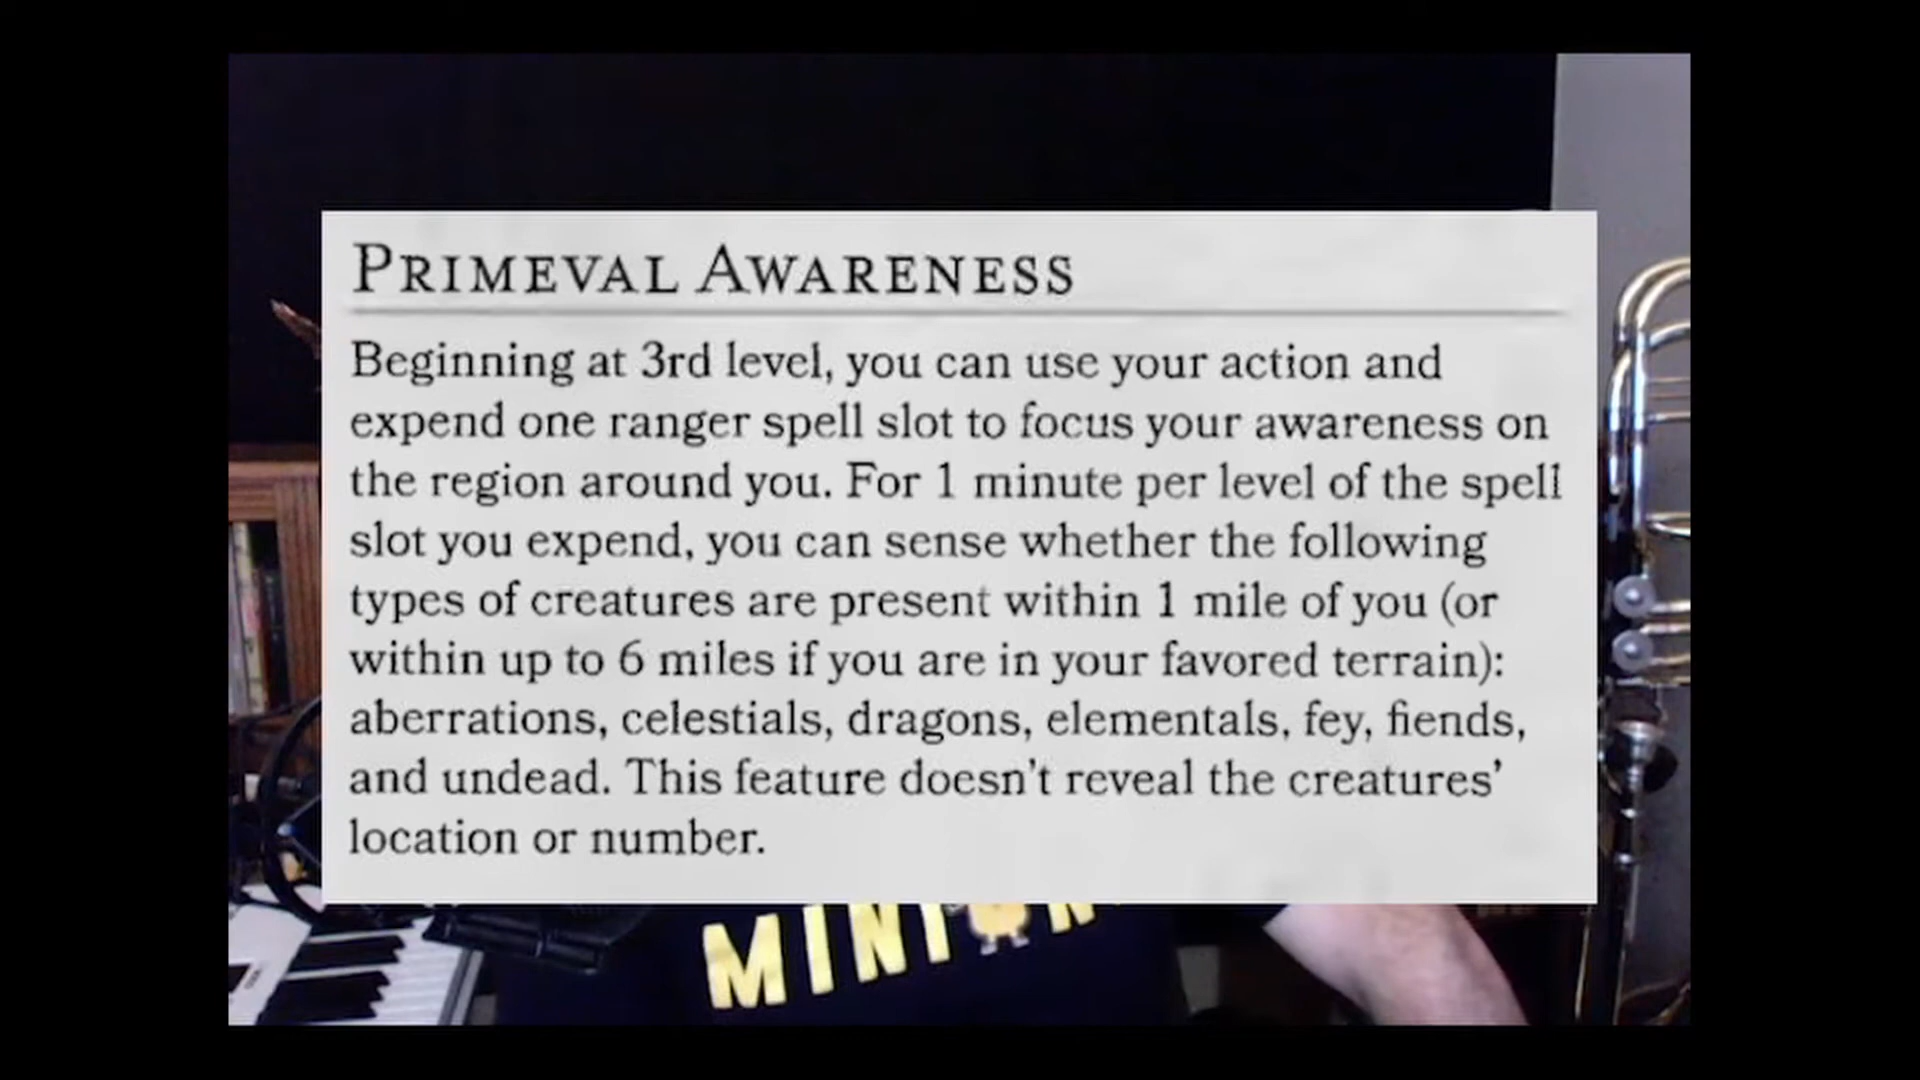 PRIMEVAL AWARENESS
Beginning at 3rd level, you can use your action and
expend one ranger spell slot to focus your awareness on
the region around you. For 1 minute per level of the spell
slot you expend, you can sense whether the following
types of creatures are present within 1 mile of you (or
within up to 6 miles if you are in your favored terrain):
aberrations, celestials, dragons, elementals, fey, fiends,
and undead. This feature doesn't reveal the creatures'
location or number.
MINION